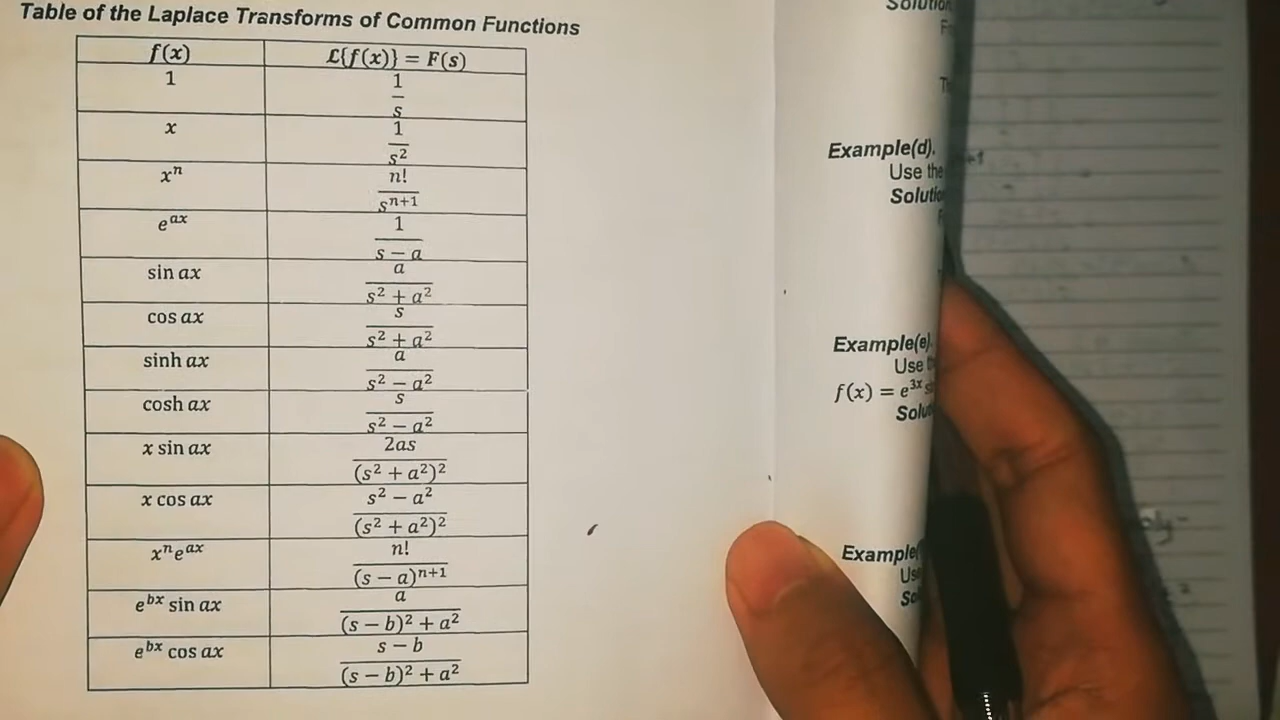 Table of the Laplace Transforms of Common Functions
f(x) ℒ{f(x)} = F(s)
1 1/s
x 1/s²
xⁿ n!/sⁿ⁺¹
eᵃˣ 1/(s − a)
sin ax a/(s² + a²)
cos ax s/(s² + a²)
sinh ax a/(s² − a²)
cosh ax s/(s² − a²)
x sin ax 2as/(s² + a²)²
x cos ax (s² − a²)/(s² + a²)²
xⁿeᵃˣ n!/(s − a)ⁿ⁺¹
eᵇˣ sin ax a/((s − b)² + a²)
eᵇˣ cos ax (s − b)/((s − b)² + a²)
Example(d).
Use the
Example(e).
Use
f(x) = e³ˣ